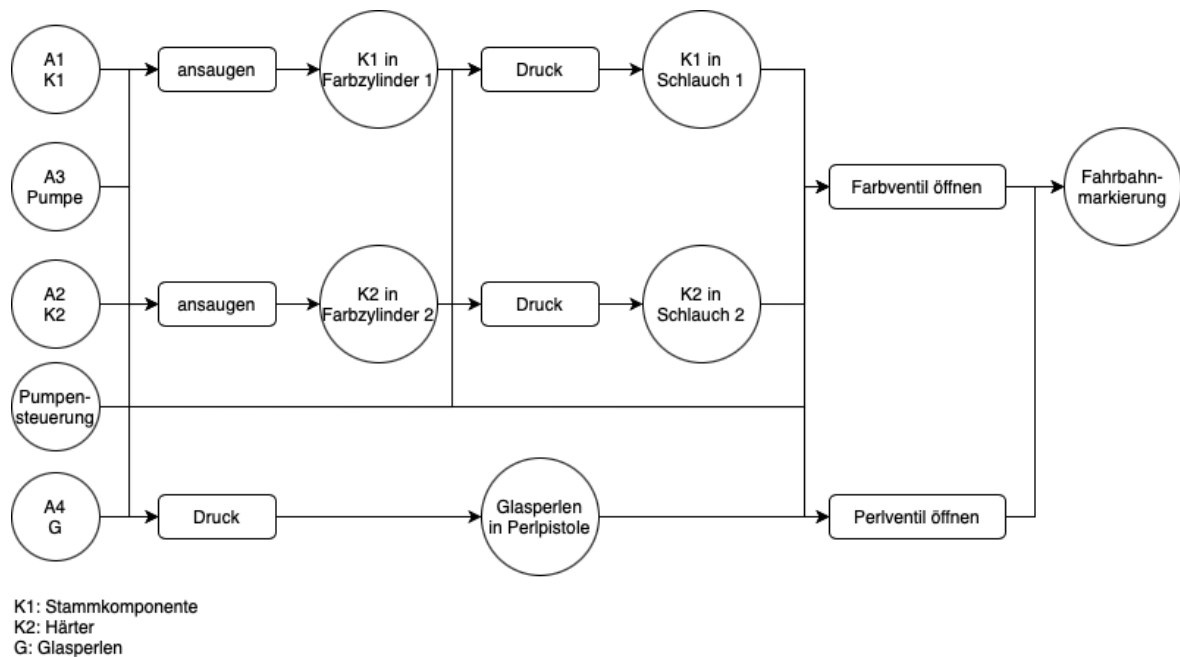 A1
K1
ansaugen
K1 in
Farbzylinder 1
Druck
K1 in
Schlauch 1
A3
Pumpe
Farbventil öffnen
Fahrbahn-
markierung
A2
K2
ansaugen
K2 in
Farbzylinder 2
Druck
K2 in
Schlauch 2
Pumpen-
steuerung
A4
G
Druck
Glasperlen
in Perlpistole
Perlventil öffnen
K1: Stammkomponente
K2: Härter
G: Glasperlen